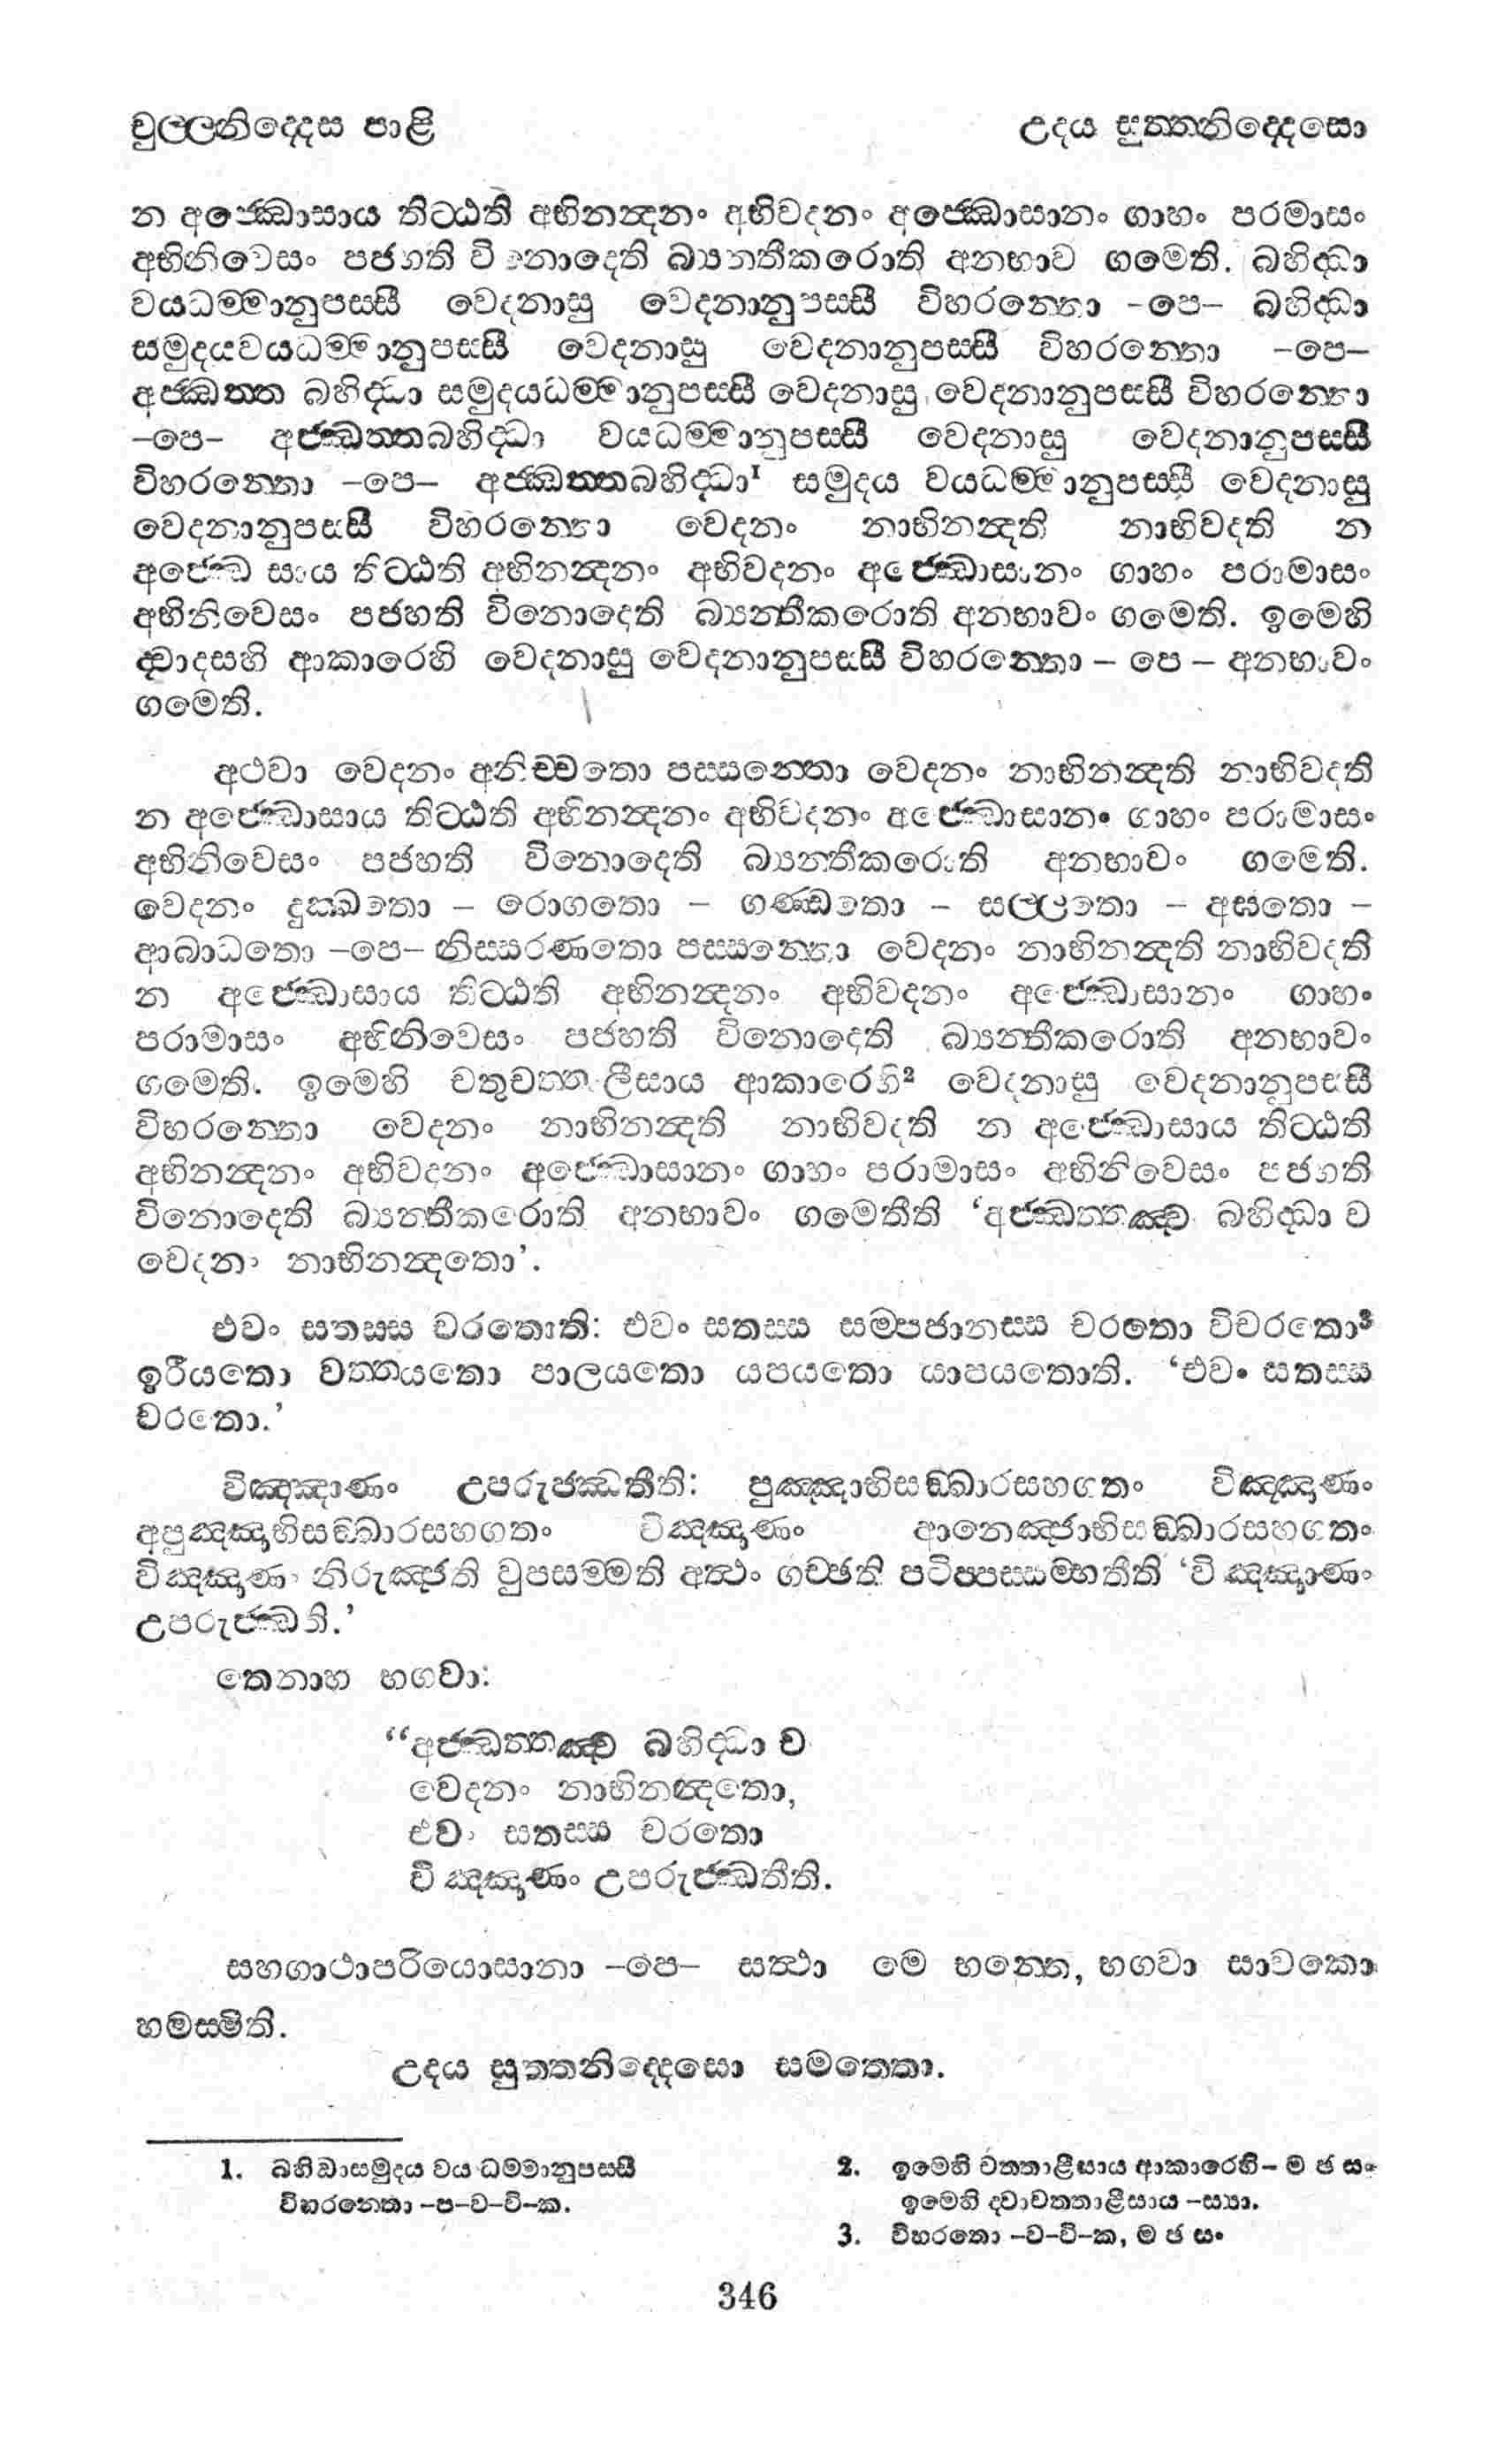 චුල්ලනිද්දෙස පාළි
උදය සුත්තනිද්දෙසො
න අජ්ඣොසාය තිට්ඨති අභිනන්දනං අභිවදනං අජ්ඣොසානං ගාහං පරමාසං
අභිනිවෙසං පජහති විනොදෙති බ්‍යන්තීකරොති අනභාව ගමෙති. බහිද්ධා
වයධම්මානුපස්සී වෙදනාසු වෙදනානුපස්සී විහරන්තො -පෙ- බහිද්ධා
සමුදයවයධම්මානුපස්සී වෙදනාසු වෙදනානුපස්සී විහරන්තො -පෙ-
අජ්ඣත්ත බහිද්ධා සමුදයධම්මානුපස්සී වෙදනාසු වෙදනානුපස්සී විහරන්තො
-පෙ- අජ්ඣත්තබහිද්ධා වයධම්මානුපස්සී වෙදනාසු වෙදනානුපස්සී
විහරන්තො -පෙ- අජ්ඣත්තබහිද්ධා1 සමුදය වයධම්මානුපස්සී වෙදනාසු
වෙදනානුපස්සී විහරන්තො වෙදනං නාභිනන්දති නාභිවදති න
අජ්ඣොසාය තිට්ඨති අභිනන්දනං අභිවදනං අජ්ඣොසානං ගාහං පරාමාසං
අභිනිවෙසං පජහති විනොදෙති බ්‍යන්තීකරොති අනභාවං ගමෙති. ඉමෙහි
ද්වාදසහි ආකාරෙහි වෙදනාසු වෙදනානුපස්සී විහරන්තො - පෙ - අනභාවං
ගමෙති.
අථවා වෙදනං අනිච්චතො පස්සන්තො වෙදනං නාභිනන්දති නාභිවදති
න අජ්ඣොසාය තිට්ඨති අභිනන්දනං අභිවදනං අජ්ඣොසානං ගාහං පරාමාසං
අභිනිවෙසං පජහති විනොදෙති බ්‍යන්තීකරොති අනභාවං ගමෙති.
වෙදනං දුක්ඛතො - රොගතො - ගණ්ඩතො - සල්ලතො - අඝතො -
ආබාධතො -පෙ- නිස්සරණතො පස්සන්තො වෙදනං නාභිනන්දති නාභිවදති
න අජ්ඣොසාය තිට්ඨති අභිනන්දනං අභිවදනං අජ්ඣොසානං ගාහං
පරාමාසං අභිනිවෙසං පජහති විනොදෙති බ්‍යන්තීකරොති අනභාවං
ගමෙති. ඉමෙහි චතුචත්තාලීසාය ආකාරෙහි2 වෙදනාසු වෙදනානුපස්සී
විහරන්තො වෙදනං නාභිනන්දති නාභිවදති න අජ්ඣොසාය තිට්ඨති
අභිනන්දනං අභිවදනං අජ්ඣොසානං ගාහං පරාමාසං අභිනිවෙසං පජහති
විනොදෙති බ්‍යන්තීකරොති අනභාවං ගමෙතීති ‘අජ්ඣත්තඤ්ච බහිද්ධා ච
වෙදනං නාභිනන්දතො’.
එවං සතස්ස චරතොති: එවං සතස්ස සම්පජානස්ස චරතො විචරතො3
ඉරීයතො වත්තයතො පාලයතො යපයතො යාපයතොති. ‘එවං සතස්ස
චරතො.’
විඤ්ඤාණං උපරුජ්ඣතීති: පුඤ්ඤාභිසඞ්ඛාරසහගතං විඤ්ඤාණං
අපුඤ්ඤාභිසඞ්ඛාරසහගතං විඤ්ඤාණං ආනෙඤ්ජාභිසඞ්ඛාරසහගතං
විඤ්ඤාණං නිරුජ්ඣති වූපසම්මති අත්ථං ගච්ඡති පටිප්පස්සම්භතීති ‘විඤ්ඤාණං
උපරුජ්ඣති.’
තෙනාහ භගවා:
“අජ්ඣත්තඤ්ච බහිද්ධා ච
වෙදනං නාභිනන්දතො,
එවං සතස්ස චරතො
විඤ්ඤාණං උපරුජ්ඣතීති.
සහගාථාපරියොසානා -පෙ- සත්ථා මෙ භන්තෙ, භගවා සාවකො
හමස්මීති.
උදය සුත්තනිද්දෙසො සමත්තො.
1. බහිද්ධාසමුදය වය ධම්මානුපස්සී
විහරන්තො -ප-ව-වි-ක.
2. ඉමෙහි චත්තාළීසාය ආකාරෙහි- ම ඡ සං
ඉමෙහි ද්වාචත්තාළීසාය -ස්‍යා.
3. විහරතො -ව-වි-ක, ම ඡ සං
346